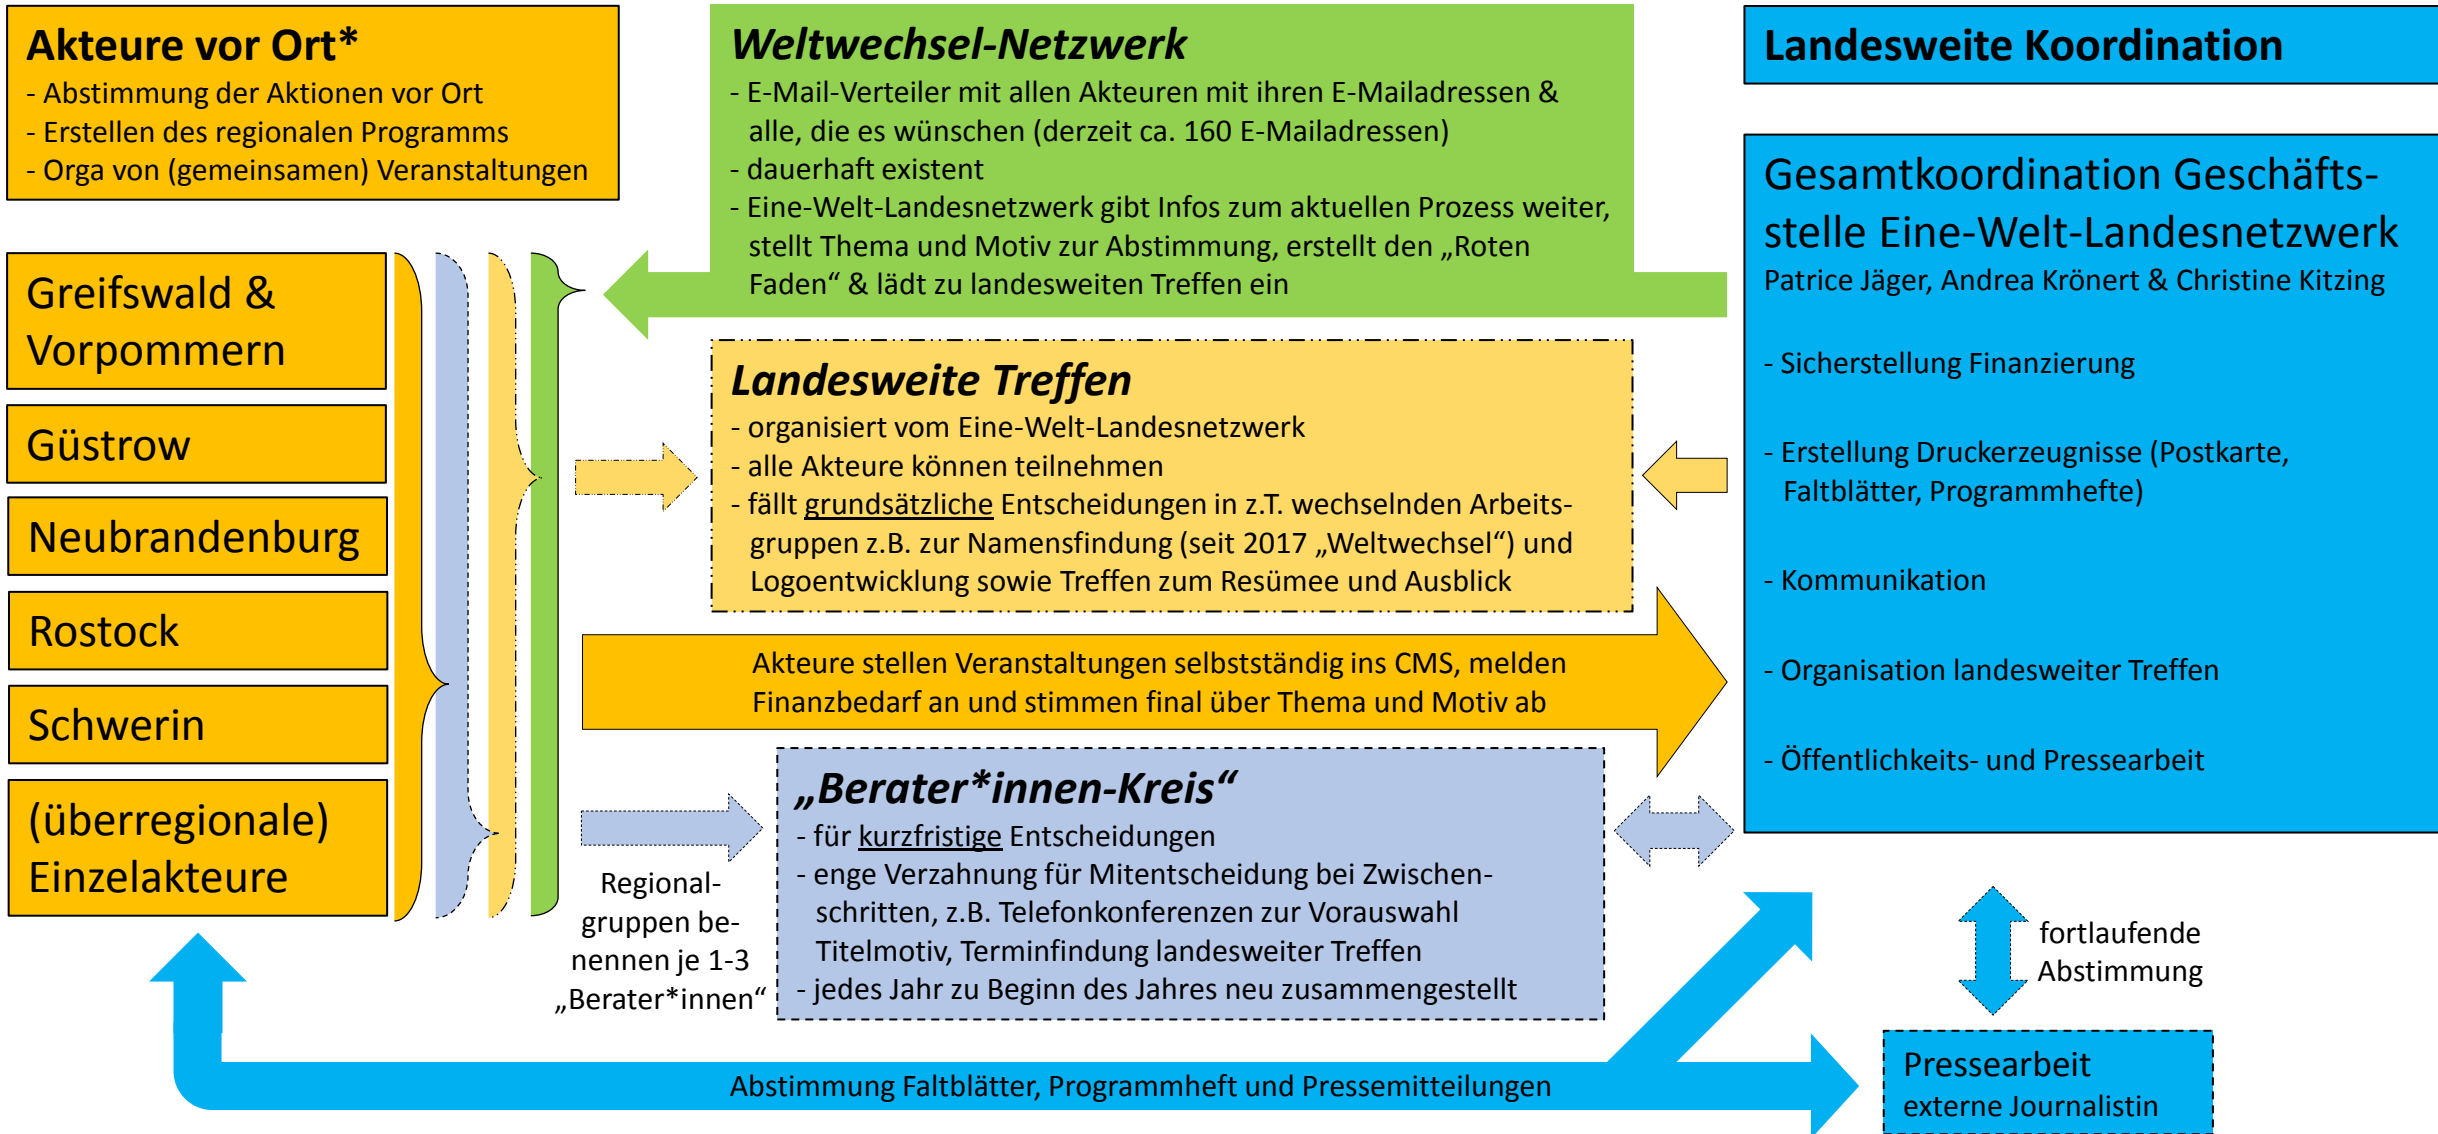 Akteure vor Ort*
- Abstimmung der Aktionen vor Ort
- Erstellen des regionalen Programms
- Orga von (gemeinsamen) Veranstaltungen
Greifswald &
Vorpommern
Güstrow
Neubrandenburg
Rostock
Schwerin
(überregionale)
Einzelakteure
Weltwechsel-Netzwerk
- E-Mail-Verteiler mit allen Akteuren mit ihren E-Mailadressen &
alle, die es wünschen (derzeit ca. 160 E-Mailadressen)
- dauerhaft existent
- Eine-Welt-Landesnetzwerk gibt Infos zum aktuellen Prozess weiter,
stellt Thema und Motiv zur Abstimmung, erstellt den „Roten
Faden“ & lädt zu landesweiten Treffen ein
Landesweite Treffen
- organisiert vom Eine-Welt-Landesnetzwerk
- alle Akteure können teilnehmen
- fällt grundsätzliche Entscheidungen in z.T. wechselnden Arbeits-
gruppen z.B. zur Namensfindung (seit 2017 „Weltwechsel“) und
Logoentwicklung sowie Treffen zum Resümee und Ausblick
Akteure stellen Veranstaltungen selbstständig ins CMS, melden
Finanzbedarf an und stimmen final über Thema und Motiv ab
Regional-
gruppen be-
nennen je 1-3
„Berater*innen“
„Berater*innen-Kreis“
- für kurzfristige Entscheidungen
- enge Verzahnung für Mitentscheidung bei Zwischen-
schritten, z.B. Telefonkonferenzen zur Vorauswahl
Titelmotiv, Terminfindung landesweiter Treffen
- jedes Jahr zu Beginn des Jahres neu zusammengestellt
Abstimmung Faltblätter, Programmheft und Pressemitteilungen
Landesweite Koordination
Gesamtkoordination Geschäfts-
stelle Eine-Welt-Landesnetzwerk
Patrice Jäger, Andrea Krönert & Christine Kitzing
- Sicherstellung Finanzierung
- Erstellung Druckerzeugnisse (Postkarte,
Faltblätter, Programmhefte)
- Kommunikation
- Organisation landesweiter Treffen
- Öffentlichkeits- und Pressearbeit
fortlaufende
Abstimmung
Pressearbeit
externe Journalistin